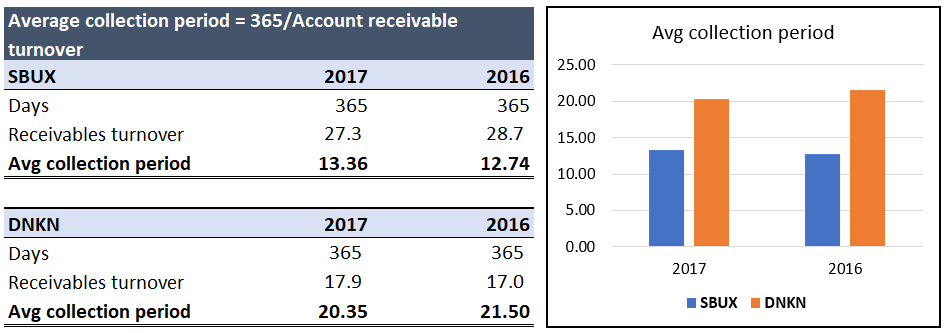 Average collection period = 365/Account receivable
turnover
SBUX 2017 2016
Days 365 365
Receivables turnover 27.3 28.7
Avg collection period 13.36 12.74
DNKN 2017 2016
Days 365 365
Receivables turnover 17.9 17.0
Avg collection period 20.35 21.50
Avg collection period
25.00
20.00
15.00
10.00
5.00
0.00
2017 2016
SBUX DNKN